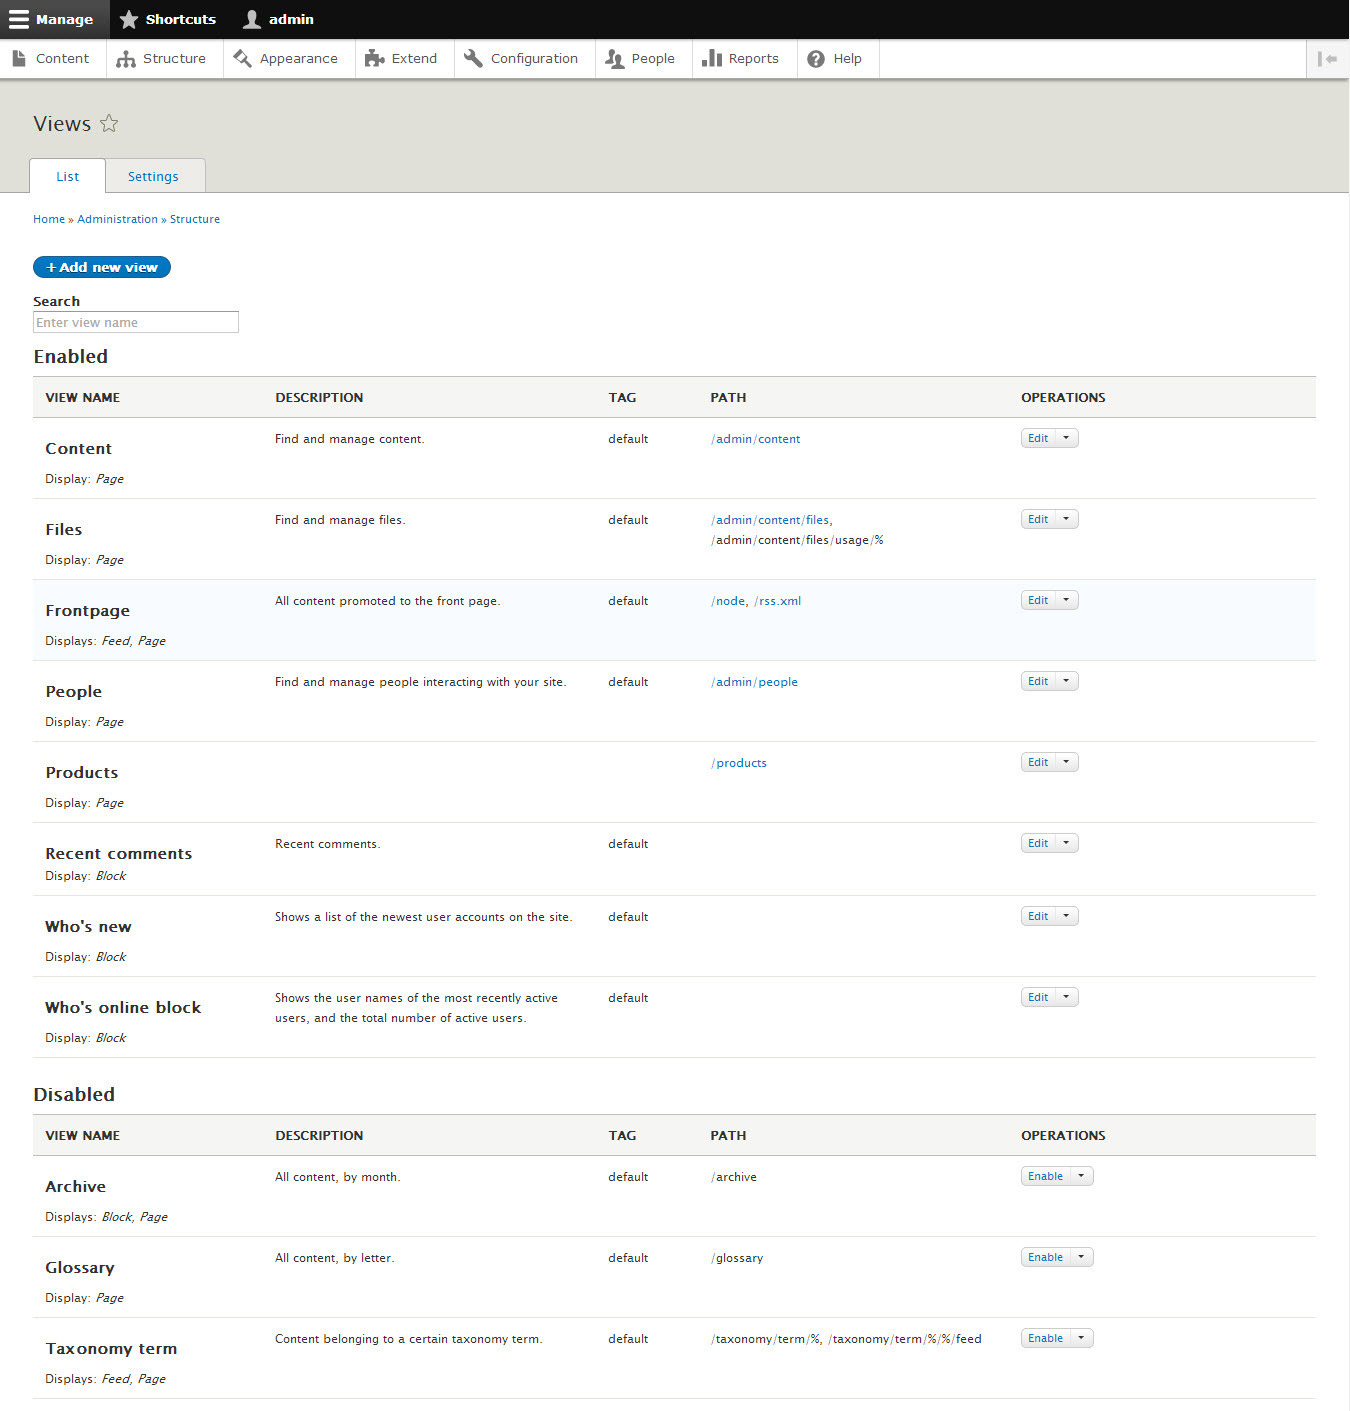 Manage Shortcuts admin
Content Structure Appearance Extend Configuration People Reports Help
Views
List Settings
Home » Administration » Structure
+ Add new view
Search
Enter view name
Enabled
VIEW NAME DESCRIPTION TAG PATH OPERATIONS
Content Find and manage content. default /admin/content Edit
Display: Page
Files Find and manage files. default /admin/content/files, Edit
/admin/content/files/usage/%
Display: Page
Frontpage All content promoted to the front page. default /node, /rss.xml Edit
Displays: Feed, Page
People Find and manage people interacting with your site. default /admin/people Edit
Display: Page
Products /products Edit
Display: Page
Recent comments Recent comments. default Edit
Display: Block
Who's new Shows a list of the newest user accounts on the site. default Edit
Display: Block
Who's online block Shows the user names of the most recently active default Edit
users, and the total number of active users.
Display: Block
Disabled
VIEW NAME DESCRIPTION TAG PATH OPERATIONS
Archive All content, by month. default /archive Enable
Displays: Block, Page
Glossary All content, by letter. default /glossary Enable
Display: Page
Taxonomy term Content belonging to a certain taxonomy term. default /taxonomy/term/%, /taxonomy/term/%/%/feed Enable
Displays: Feed, Page